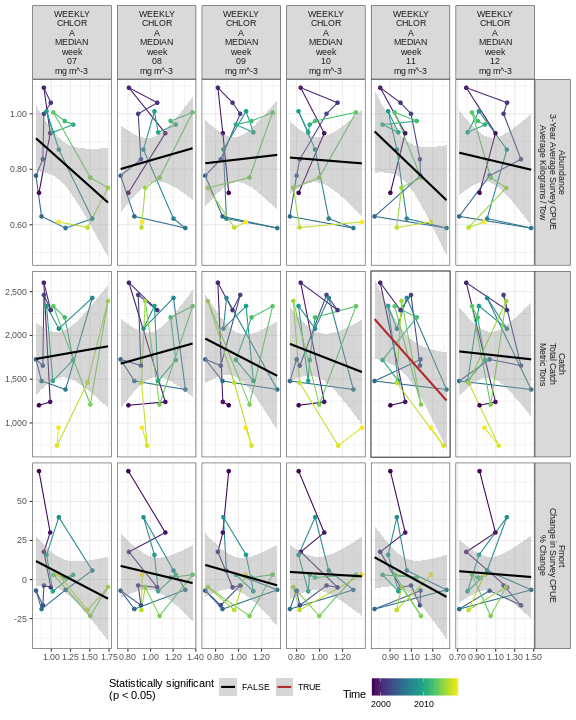 WEEKLY
CHLOR
A
MEDIAN
week
07
mg m^-3
WEEKLY
CHLOR
A
MEDIAN
week
08
mg m^-3
WEEKLY
CHLOR
A
MEDIAN
week
09
mg m^-3
WEEKLY
CHLOR
A
MEDIAN
week
10
mg m^-3
WEEKLY
CHLOR
A
MEDIAN
week
11
mg m^-3
WEEKLY
CHLOR
A
MEDIAN
week
12
mg m^-3
1.00
0.80
0.60
Abundance
3-Year Average Survey CPUE
Average Kilograms / Tow
2,500
2,000
1,500
1,000
Catch
Total Catch
Metric Tons
50
25
0
-25
Fmort
Change in Survey CPUE
% Change
1.00 1.25 1.50 1.75
0.80 1.00 1.20 1.40
0.80 1.00 1.20
0.80 1.00 1.20
0.90 1.10 1.30
0.70 0.90 1.10 1.30 1.50
Statistically significant
(p < 0.05)
FALSE
TRUE
Time
2000 2010